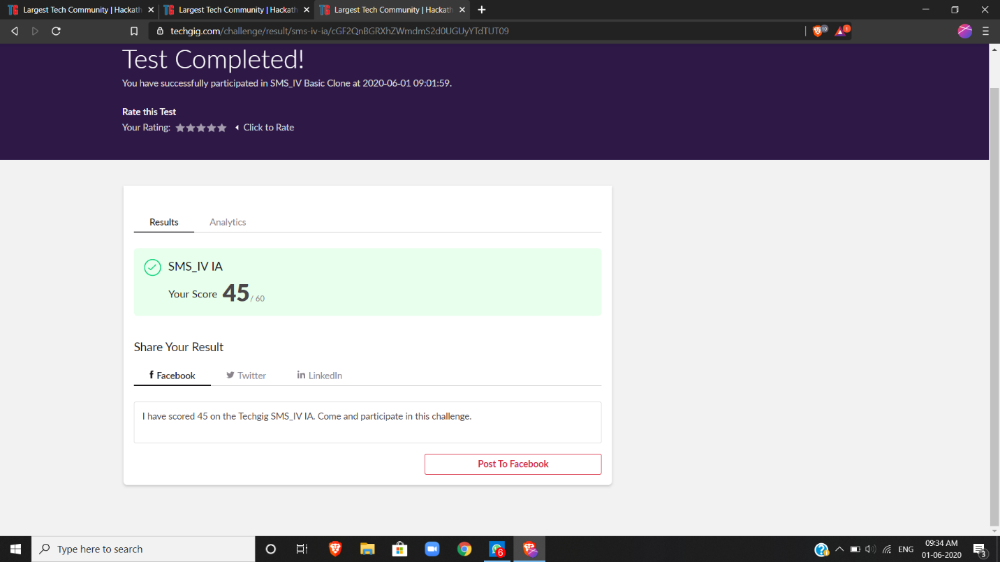 Largest Tech Community | Hackath
Largest Tech Community | Hackath
Largest Tech Community | Hackath
techgig.com/challenge/result/sms-iv-ia/cGF2QnBGRXhZWmdmS2d0UGUyYTdTUT09
10
1
Test Completed!
You have successfully participated in SMS_IV Basic Clone at 2020-06-01 09:01:59.
Rate this Test
Your Rating: Click to Rate
Results Analytics
SMS_IV IA
Your Score 45 / 60
Share Your Result
Facebook Twitter LinkedIn
I have scored 45 on the Techgig SMS_IV IA. Come and participate in this challenge.
Post To Facebook
Type here to search
6
ENG
09:34 AM
01-06-2020
3